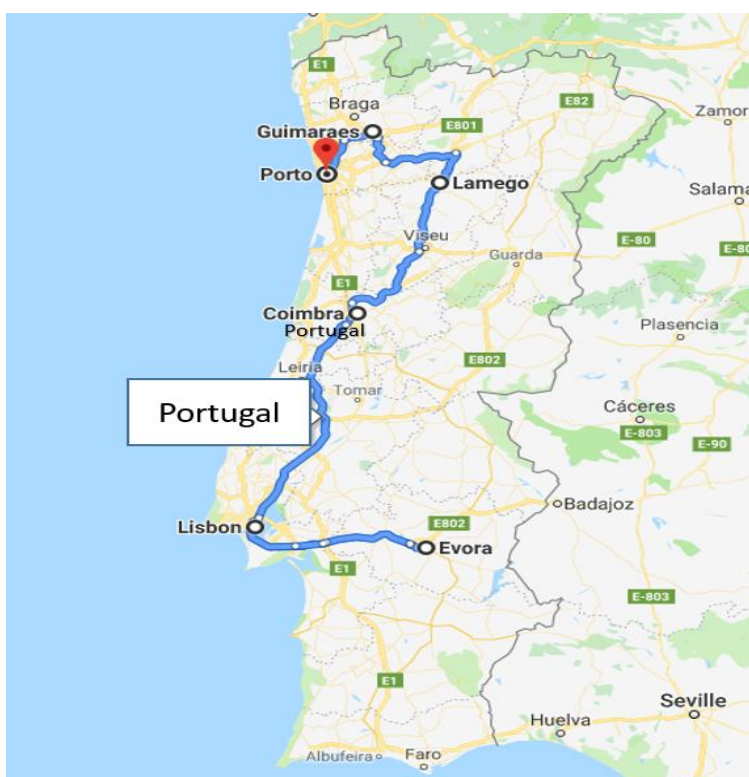 E1
Braga
E82
Zamor
Guimaraes
E801
Porto
Lamego
Salama
Viseu
E-80
E-80
Guarda
E1
Coimbra
Portugal
Plasencia
Leiria
E802
Tomar
Portugal
Cáceres
E-803
E-90
Badajoz
Lisbon
E802
Evora
E1
E-803
E1
Seville
Huelva
Albufeira
Faro